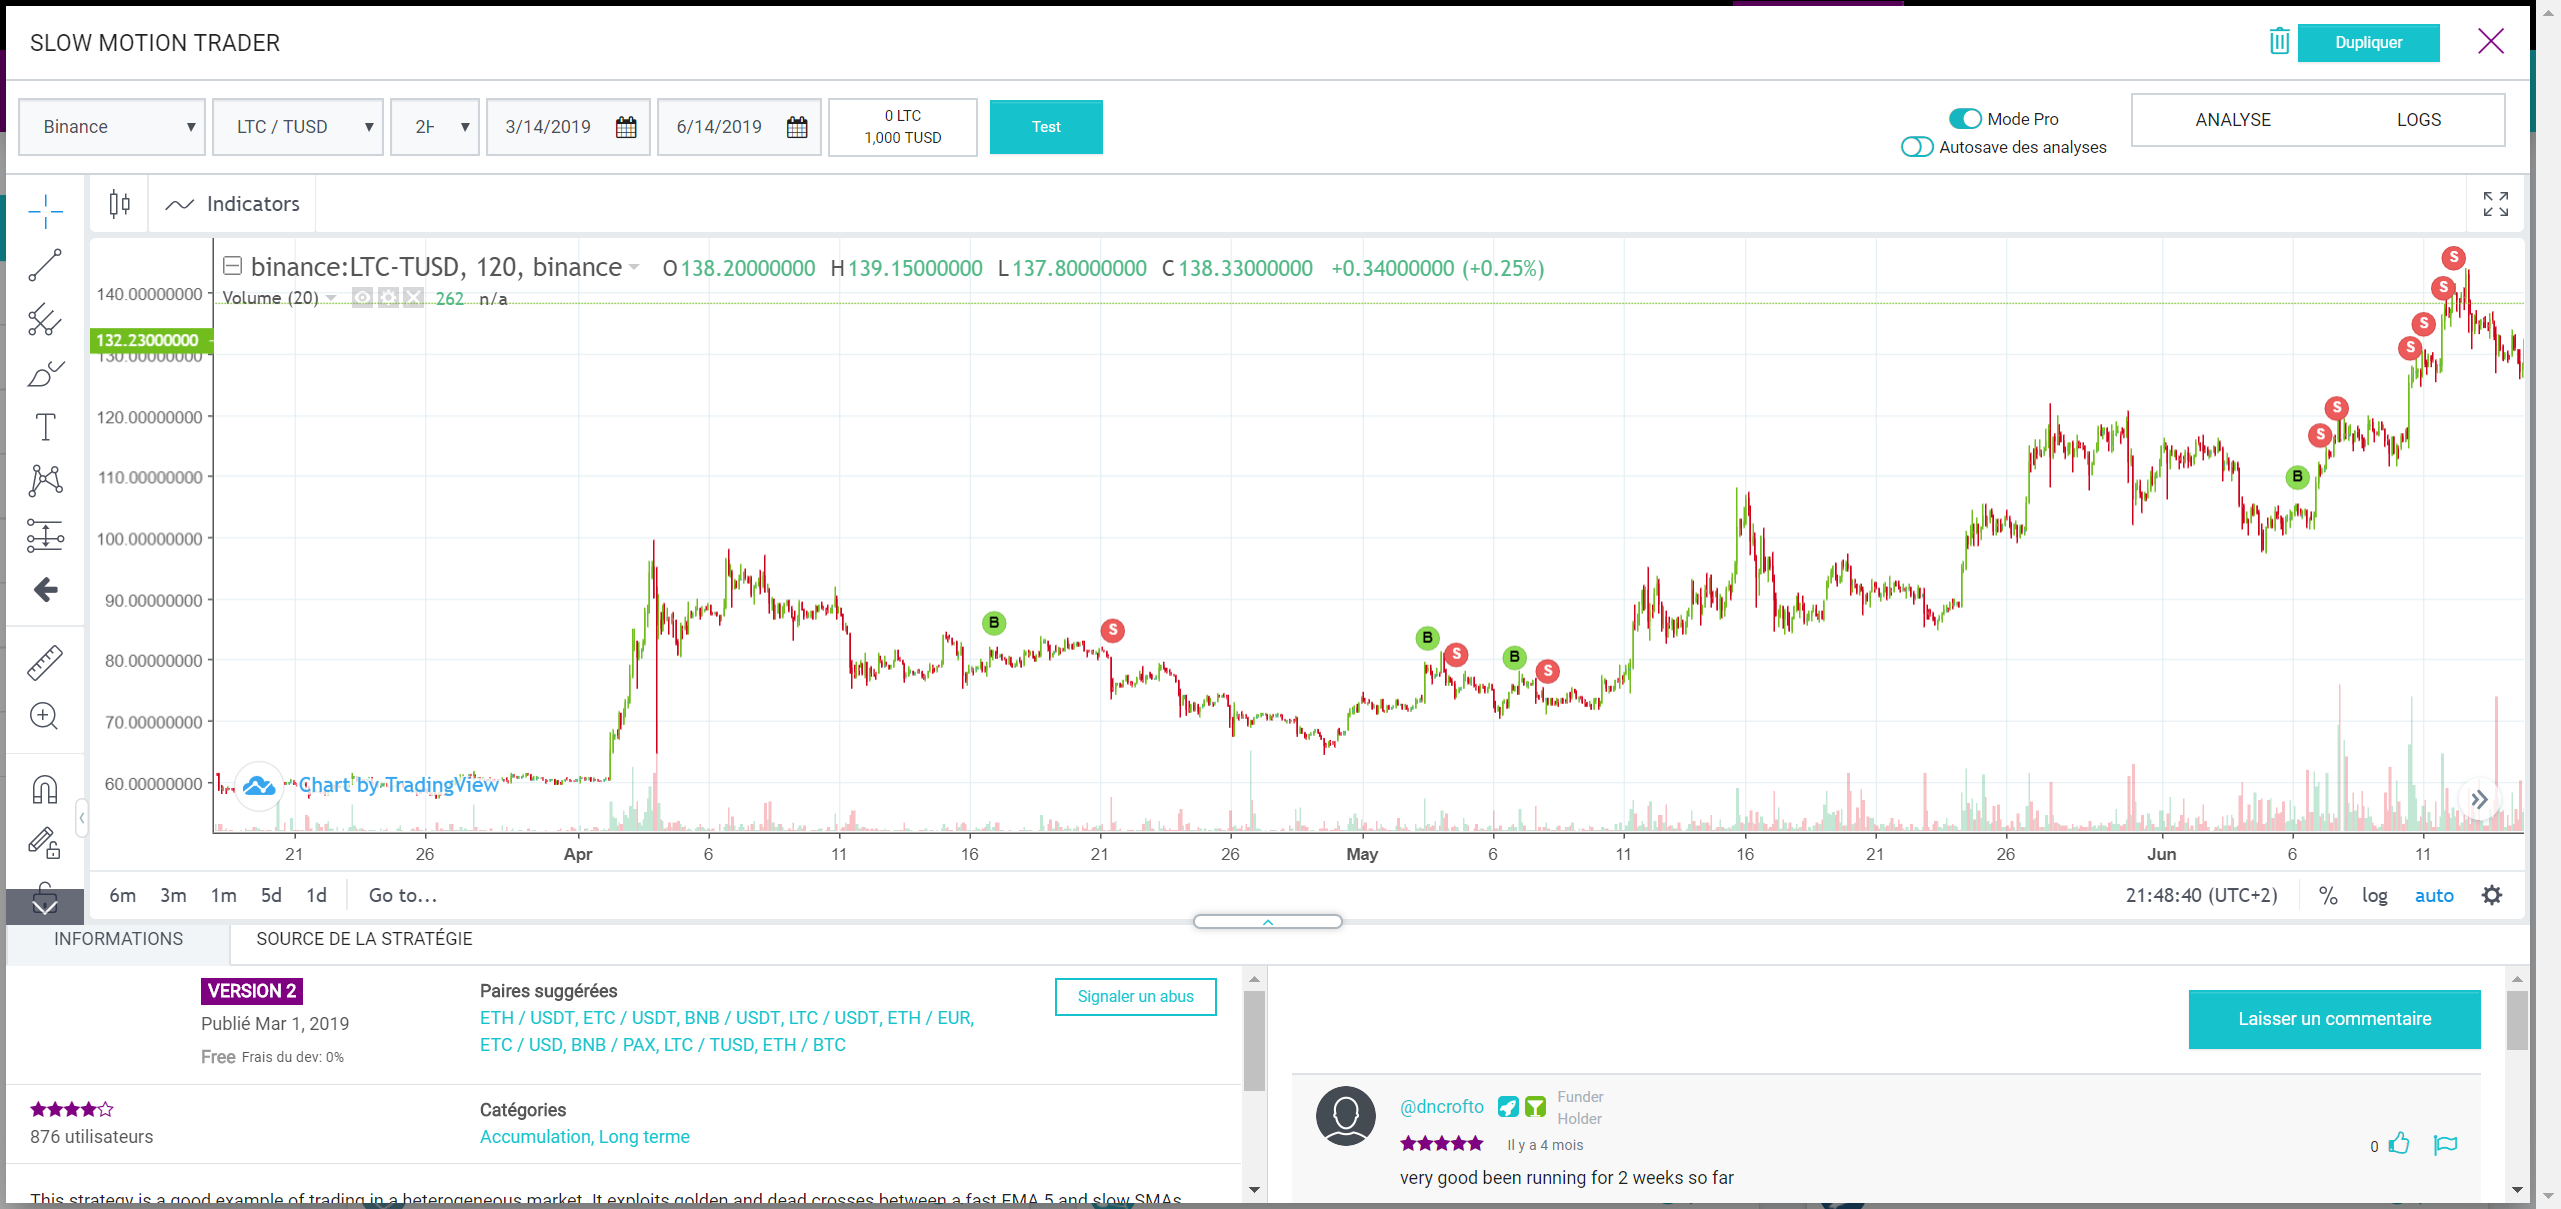 SLOW MOTION TRADER
Dupliquer
Binance
LTC / TUSD
3/14/2019
6/14/2019
0 LTC
1,000 TUSD
Test
Mode Pro
Autosave des analyses
ANALYSE
LOGS
Indicators
binance:LTC-TUSD, 120, binance
O138.20000000 H139.15000000 L137.80000000 C138.33000000 +0.34000000 (+0.25%)
Volume (20) 262 n/a
140.00000000
132.23000000
130.00000000
120.00000000
110.00000000
100.00000000
90.00000000
80.00000000
70.00000000
60.00000000
B
S
B
S
B
S
B
S
S
S
S
S
S
Chart by TradingView
21 26 Apr 6 11 16 21 26 May 6 11 16 21 26 Jun 6 11
6m 3m 1m 5d 1d Go to...
21:48:40 (UTC+2) % log auto
INFORMATIONS
SOURCE DE LA STRATÉGIE
VERSION 2
Publié Mar 1, 2019
Free Frais du dev: 0%
Paires suggérées
ETH / USDT, ETC / USDT, BNB / USDT, LTC / USDT, ETH / EUR,
ETC / USD, BNB / PAX, LTC / TUSD, ETH / BTC
Signaler un abus
876 utilisateurs
Catégories
Accumulation, Long terme
This strategy is a good example of trading in a heterogeneous market. It exploits golden and dead crosses between a fast EMA 5 and slow SMAs
Laisser un commentaire
@dncrofto
Funder
Holder
Il y a 4 mois
0
very good been running for 2 weeks so far